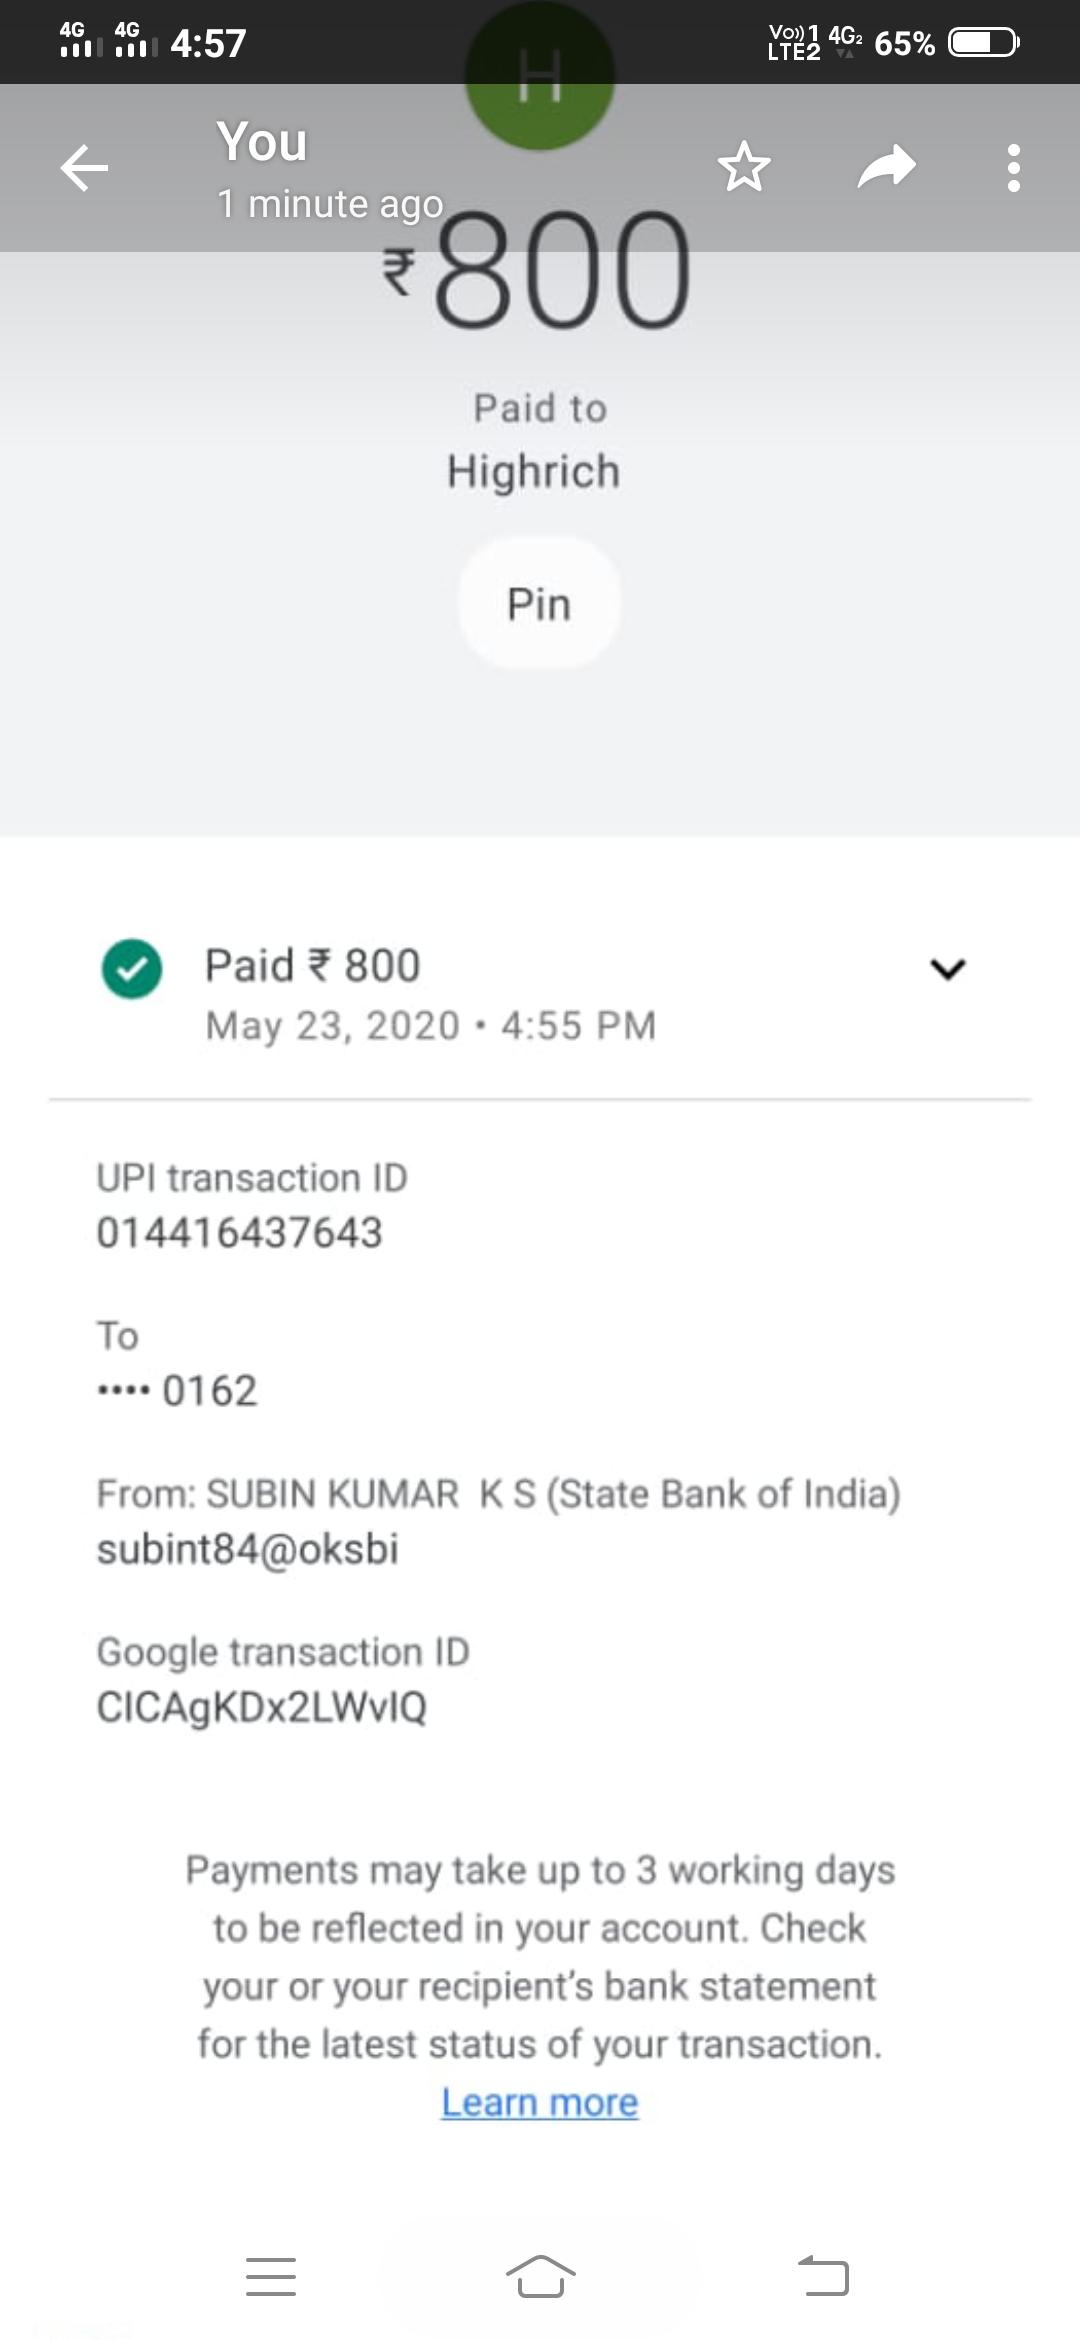 4G 4G 4:57 Vo))1 LTE2 4G2 65%
H
You
1 minute ago
₹800
Paid to
Highrich
Pin
Paid ₹ 800
May 23, 2020 • 4:55 PM
UPI transaction ID
014416437643
To
•••• 0162
From: SUBIN KUMAR  K S (State Bank of India)
subint84@oksbi
Google transaction ID
CICAgKDx2LWvIQ
Payments may take up to 3 working days
to be reflected in your account. Check
your or your recipient's bank statement
for the latest status of your transaction.
Learn more